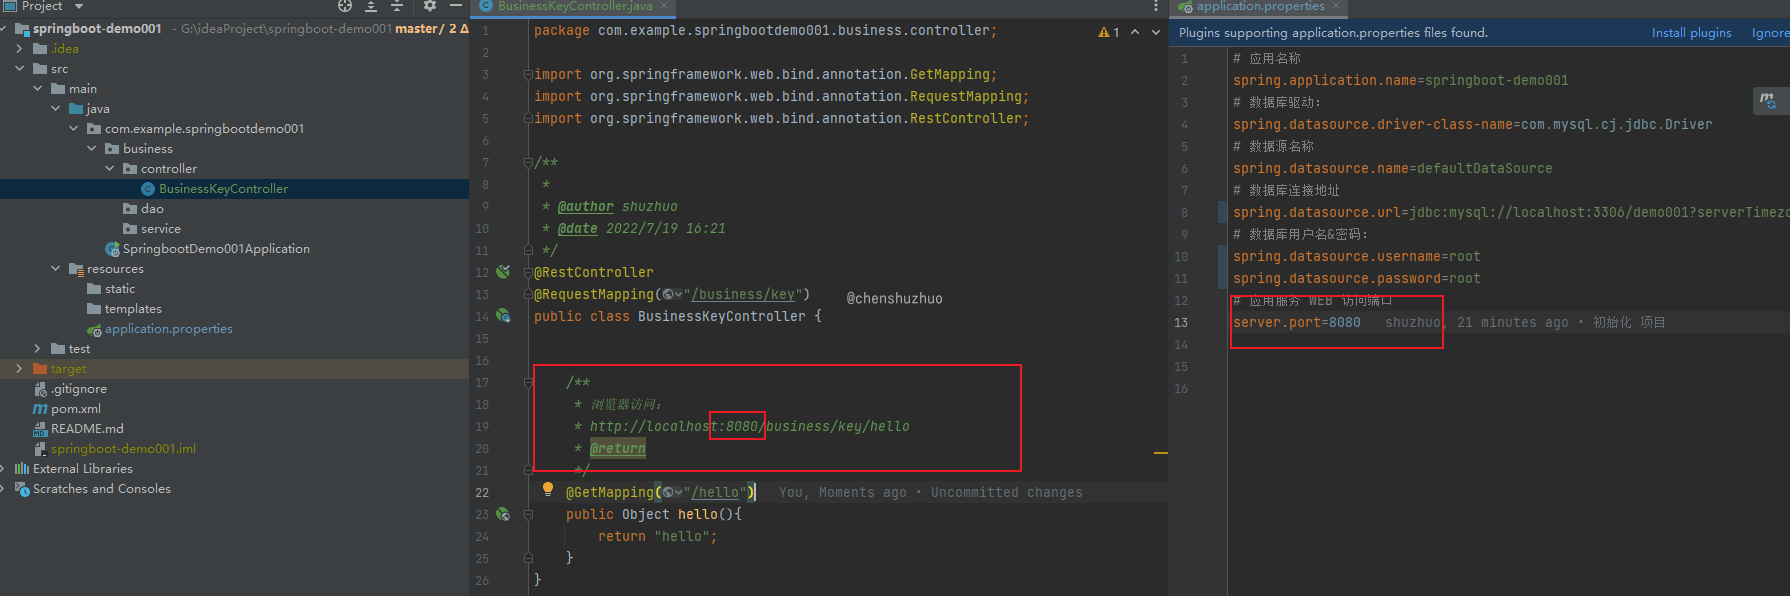 Project
springboot-demo001 - G:\ideaProject\springboot-demo001 master / 2 Δ
.idea
src
main
java
com.example.springbootdemo001
business
controller
BusinessKeyController
dao
service
SpringbootDemo001Application
resources
static
templates
application.properties
test
target
.gitignore
pom.xml
README.md
springboot-demo001.iml
External Libraries
Scratches and Consoles
BusinessKeyController.java
1 package com.example.springbootdemo001.business.controller;
1
2
3 import org.springframework.web.bind.annotation.GetMapping;
4 import org.springframework.web.bind.annotation.RequestMapping;
5 import org.springframework.web.bind.annotation.RestController;
6
7 /**
8 *
9 * @author shuzhuo
10 * @date 2022/7/19 16:21
11 */
12 @RestController
13 @RequestMapping("/business/key") @chenshuzhuo
14 public class BusinessKeyController {
15
16
17 /**
18 * 浏览器访问:
19 * http://localhost:8080/business/key/hello
20 * @return
21 */
22 @GetMapping("/hello") You, Moments ago • Uncommitted changes
23 public Object hello(){
24 return "hello";
25 }
26 }
application.properties
Plugins supporting application.properties files found. Install plugins Ignore
1 # 应用名称
2 spring.application.name=springboot-demo001
3 # 数据库驱动:
4 spring.datasource.driver-class-name=com.mysql.cj.jdbc.Driver
5 # 数据源名称
6 spring.datasource.name=defaultDataSource
7 # 数据库连接地址
8 spring.datasource.url=jdbc:mysql://localhost:3306/demo001?serverTimezo
9 # 数据库用户名&密码:
10 spring.datasource.username=root
11 spring.datasource.password=root
12 # 应用服务 WEB 访问端口
13 server.port=8080 shuzhuo, 21 minutes ago • 初始化 项目
14
15
16